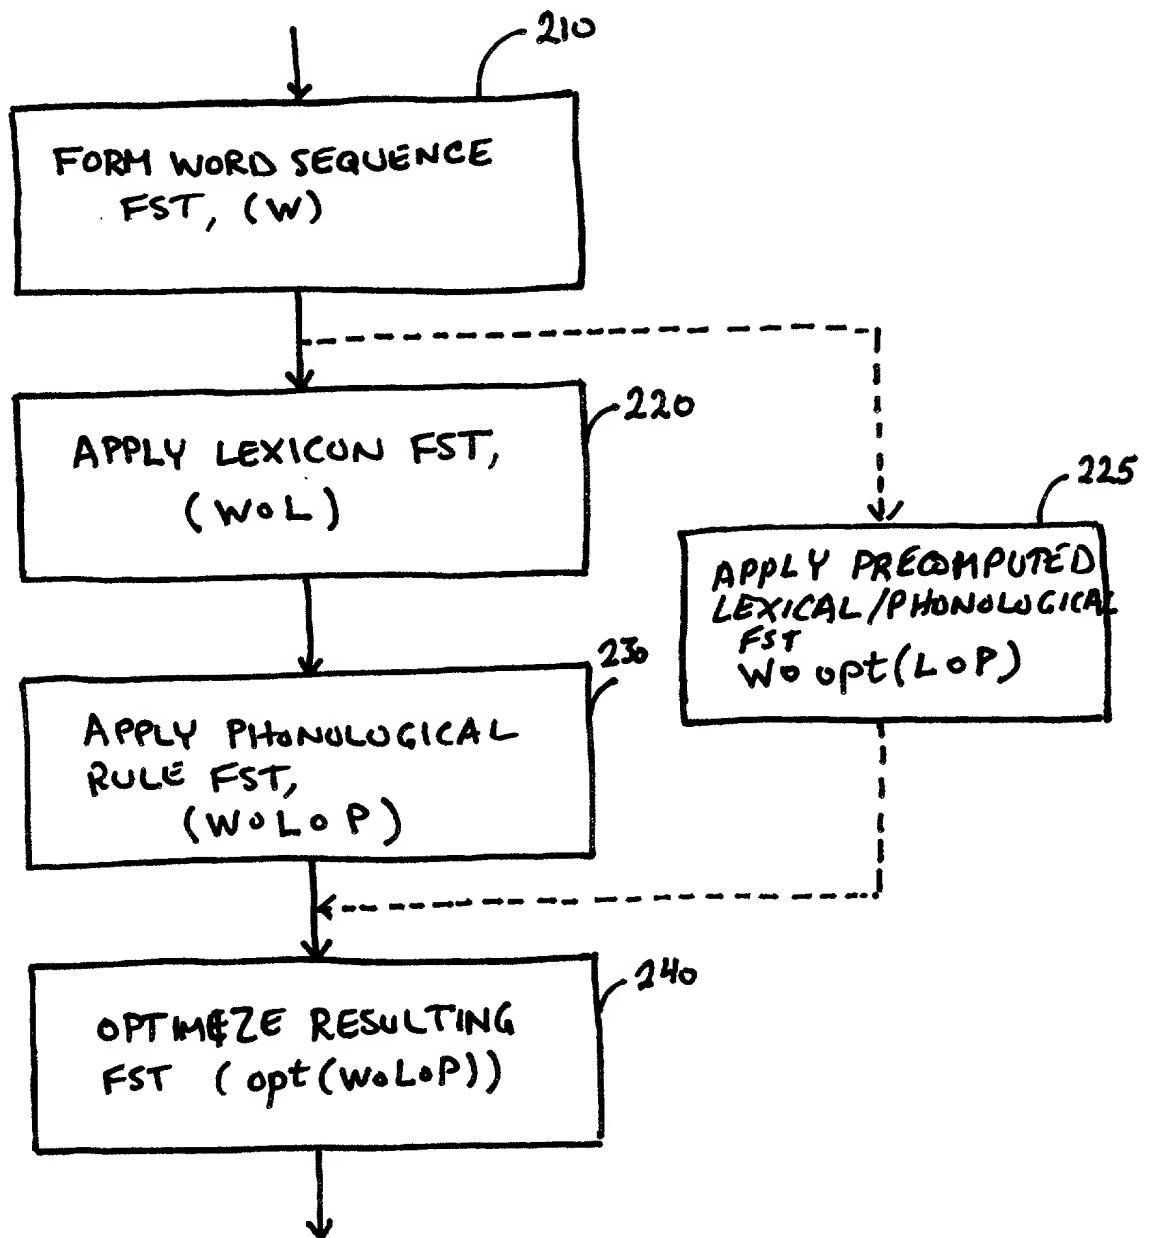 210
FORM WORD SEQUENCE
FST, (W)
220
APPLY LEXICON FST,
(W∘L)
225
APPLY PRECOMPUTED
LEXICAL/PHONOLOGICAL
FST
W∘opt(L∘P)
230
APPLY PHONOLOGICAL
RULE FST,
(W∘L∘P)
240
OPTIMIZE RESULTING
FST (opt(W∘L∘P))